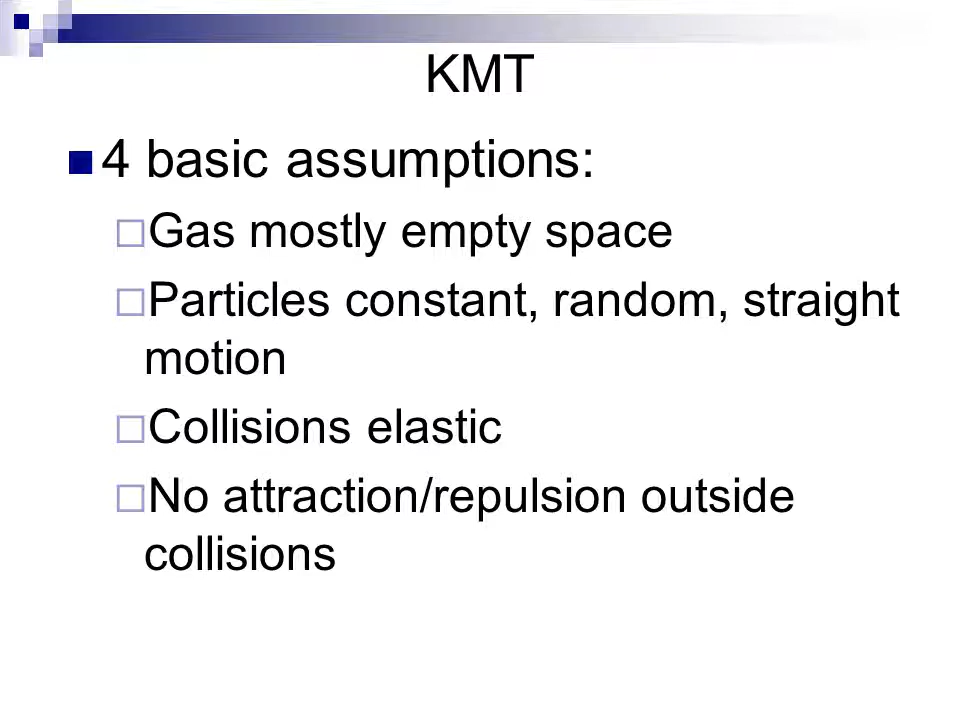 KMT
4 basic assumptions:
Gas mostly empty space
Particles constant, random, straight
motion
Collisions elastic
No attraction/repulsion outside
collisions